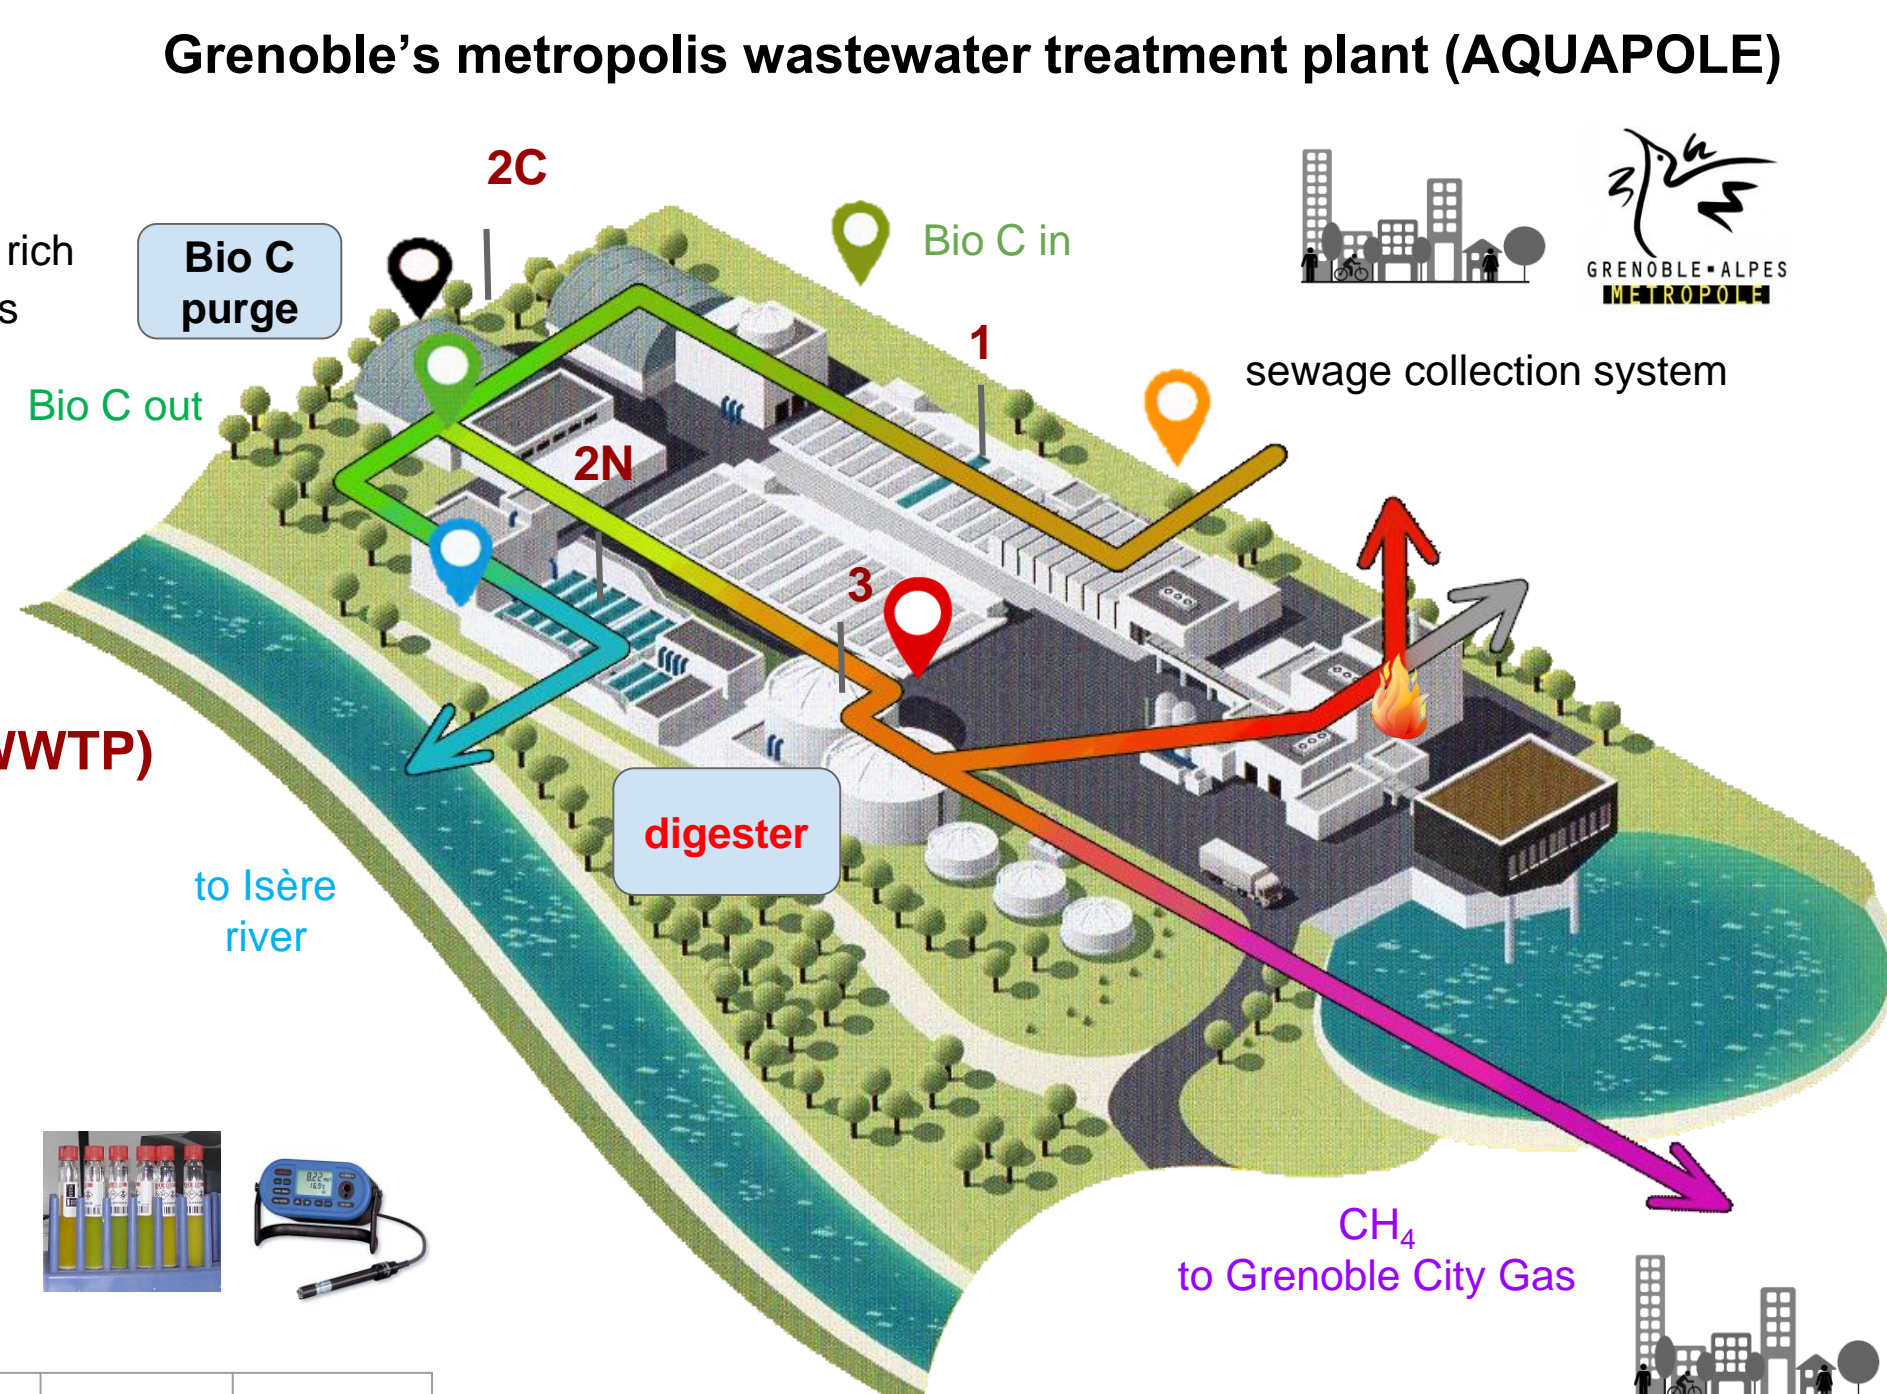 Grenoble’s metropolis wastewater treatment plant (AQUAPOLE)
2C
rich
s
Bio C
purge
Bio C in
GRENOBLE-ALPES
METROPOLE
1
sewage collection system
Bio C out
2N
3
WWTP)
digester
to Isère
river
CH₄
to Grenoble City Gas